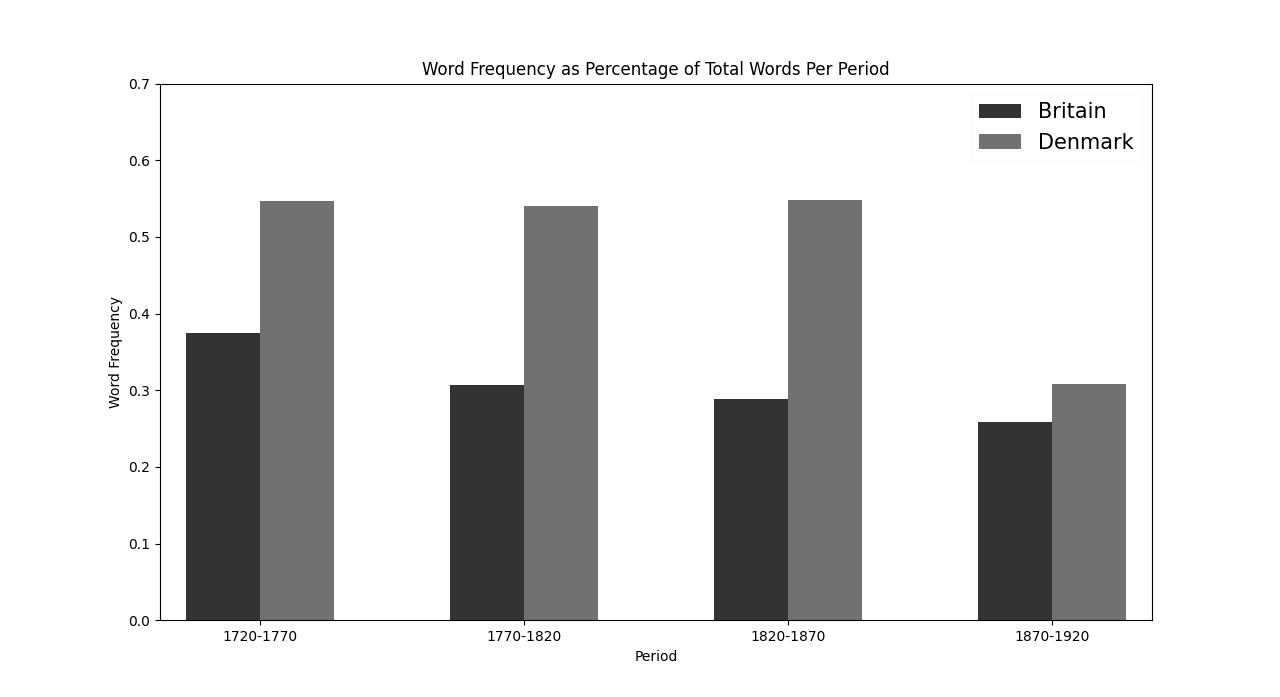 Word Frequency as Percentage of Total Words Per Period
0.7
0.6
0.5
0.4
0.3
0.2
0.1
0.0
Word Frequency
Britain
Denmark
1720-1770
1770-1820
1820-1870
1870-1920
Period